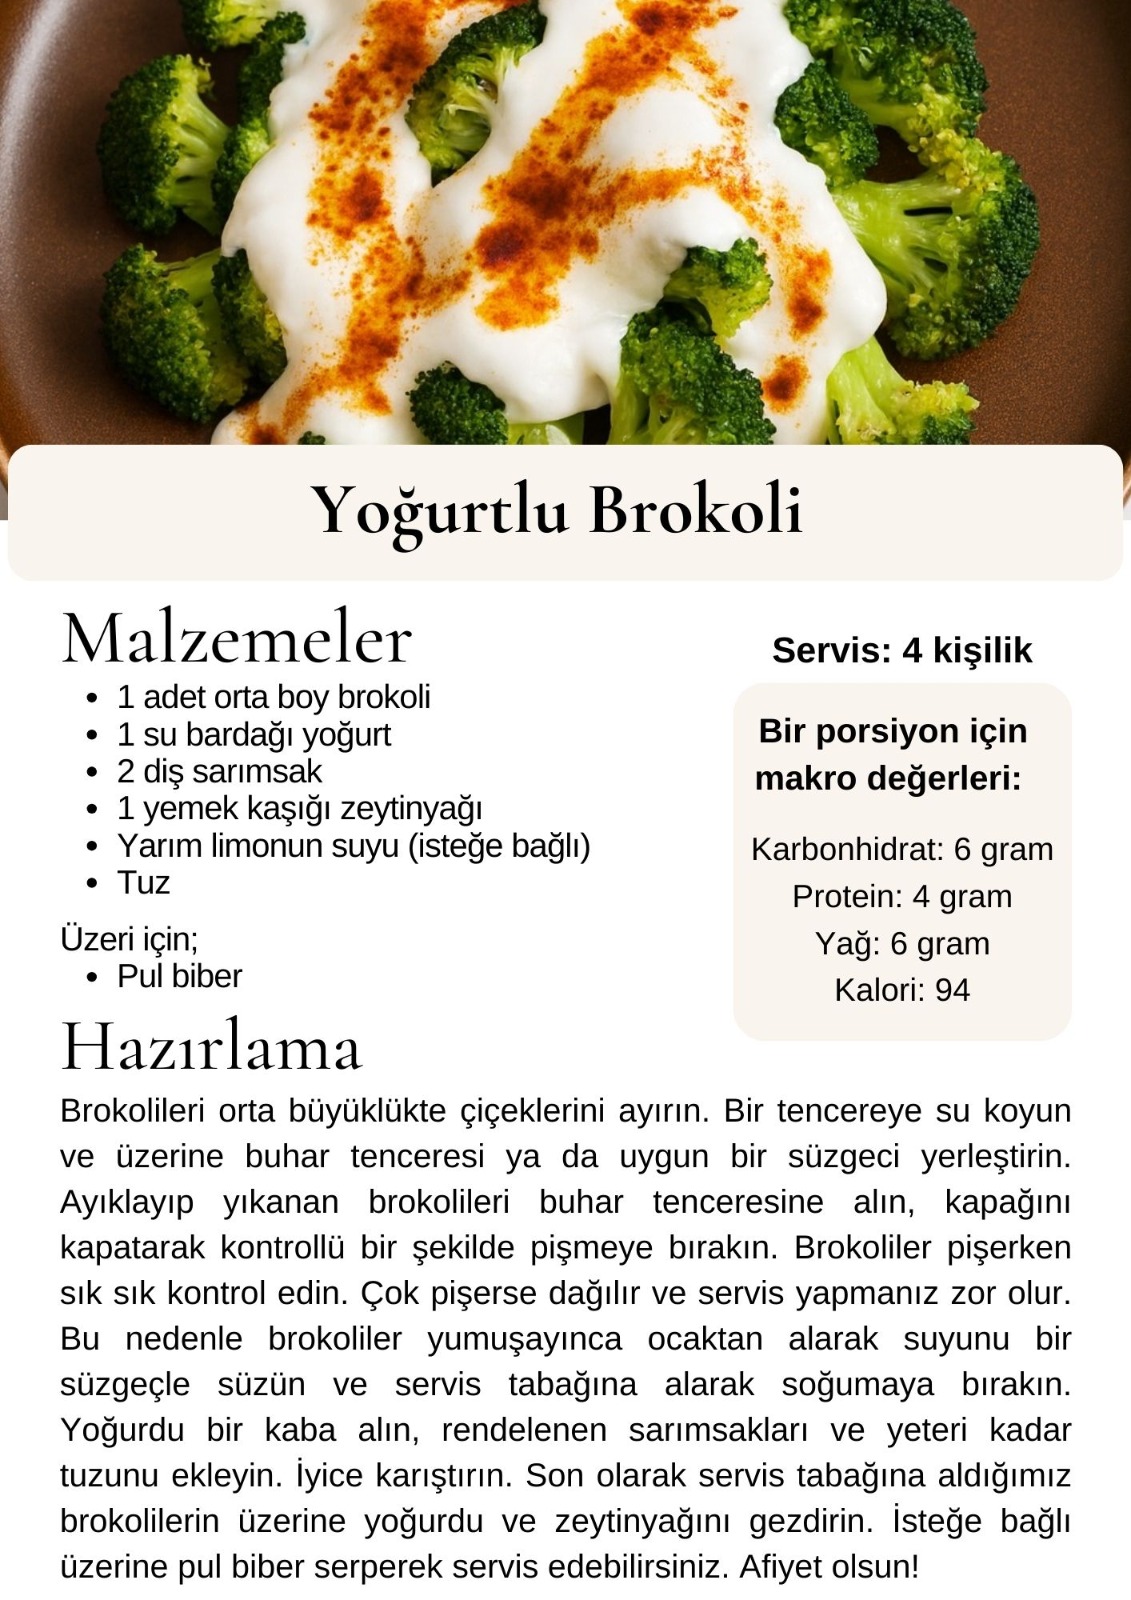 Yoğurtlu Brokoli
Malzemeler
• 1 adet orta boy brokoli
• 1 su bardağı yoğurt
• 2 diş sarımsak
• 1 yemek kaşığı zeytinyağı
• Yarım limonun suyu (isteğe bağlı)
• Tuz
Üzeri için;
• Pul biber
Servis: 4 kişilik
Bir porsiyon için
makro değerleri:
Karbonhidrat: 6 gram
Protein: 4 gram
Yağ: 6 gram
Kalori: 94
Hazırlama
Brokolileri orta büyüklükte çiçeklerini ayırın. Bir tencereye su koyun
ve üzerine buhar tenceresi ya da uygun bir süzgeci yerleştirin.
Ayıklayıp yıkanan brokolileri buhar tenceresine alın, kapağını
kapatarak kontrollü bir şekilde pişmeye bırakın. Brokoliler pişerken
sık sık kontrol edin. Çok pişerse dağılır ve servis yapmanız zor olur.
Bu nedenle brokoliler yumuşayınca ocaktan alarak suyunu bir
süzgeçle süzün ve servis tabağına alarak soğumaya bırakın.
Yoğurdu bir kaba alın, rendelenen sarımsakları ve yeteri kadar
tuzunu ekleyin. İyice karıştırın. Son olarak servis tabağına aldığımız
brokolilerin üzerine yoğurdu ve zeytinyağını gezdirin. İsteğe bağlı
üzerine pul biber serperek servis edebilirsiniz. Afiyet olsun!